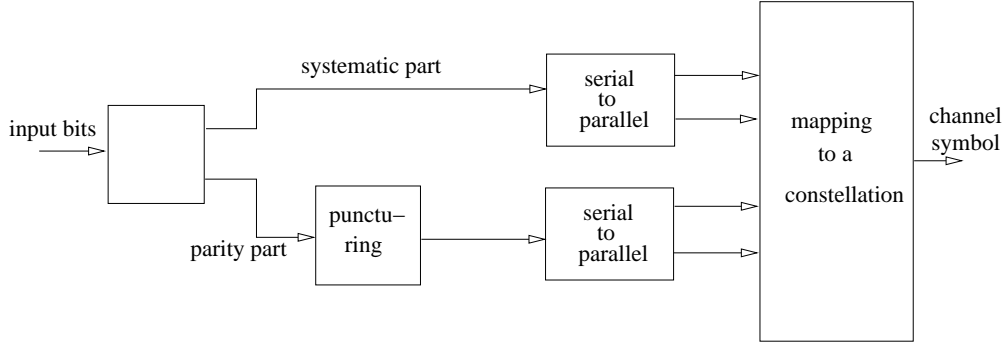 input bits
systematic part
parity part
punctu-
ring
serial
to
parallel
serial
to
parallel
mapping
to a
constellation
channel
symbol